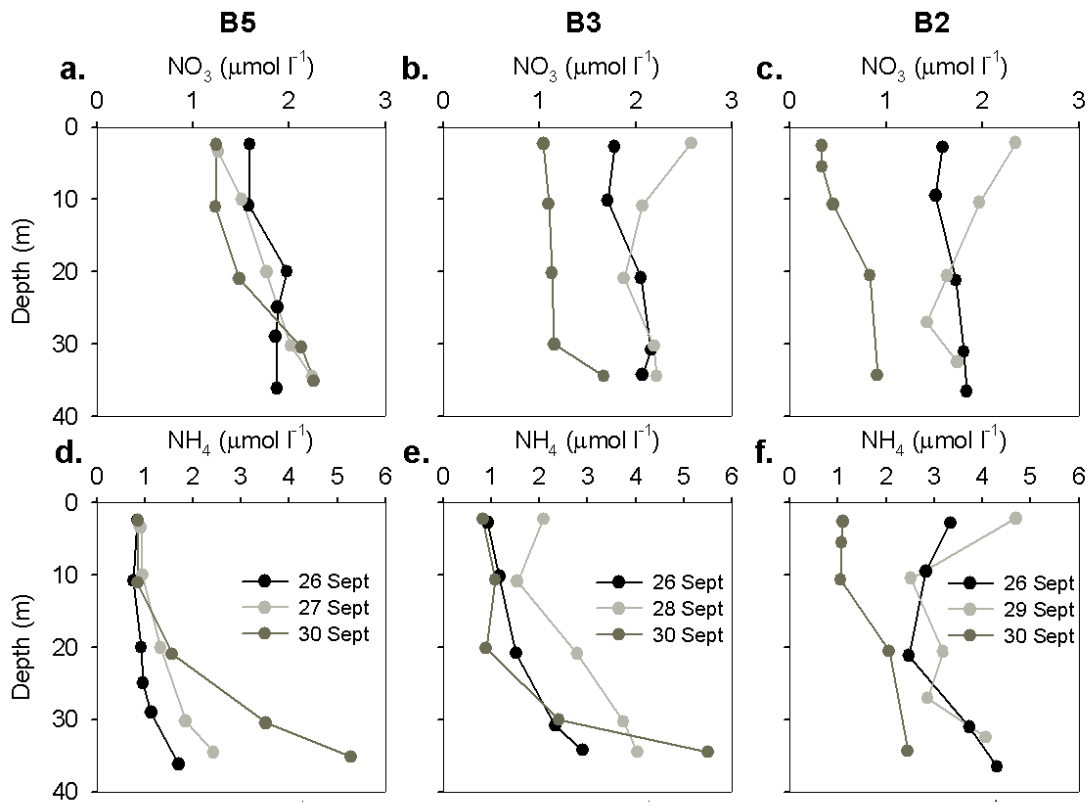 B5 B3 B2
a. NO3 (μmol l-1) b. NO3 (μmol l-1) c. NO3 (μmol l-1)
0 1 2 3 0 1 2 3 0 1 2 3
Depth (m)
0
10
20
30
40
d. NH4 (μmol l-1) e. NH4 (μmol l-1) f. NH4 (μmol l-1)
0 1 2 3 4 5 6 0 1 2 3 4 5 6 0 1 2 3 4 5 6
Depth (m)
0
10
20
30
40
26 Sept
27 Sept
30 Sept
26 Sept
28 Sept
30 Sept
26 Sept
29 Sept
30 Sept